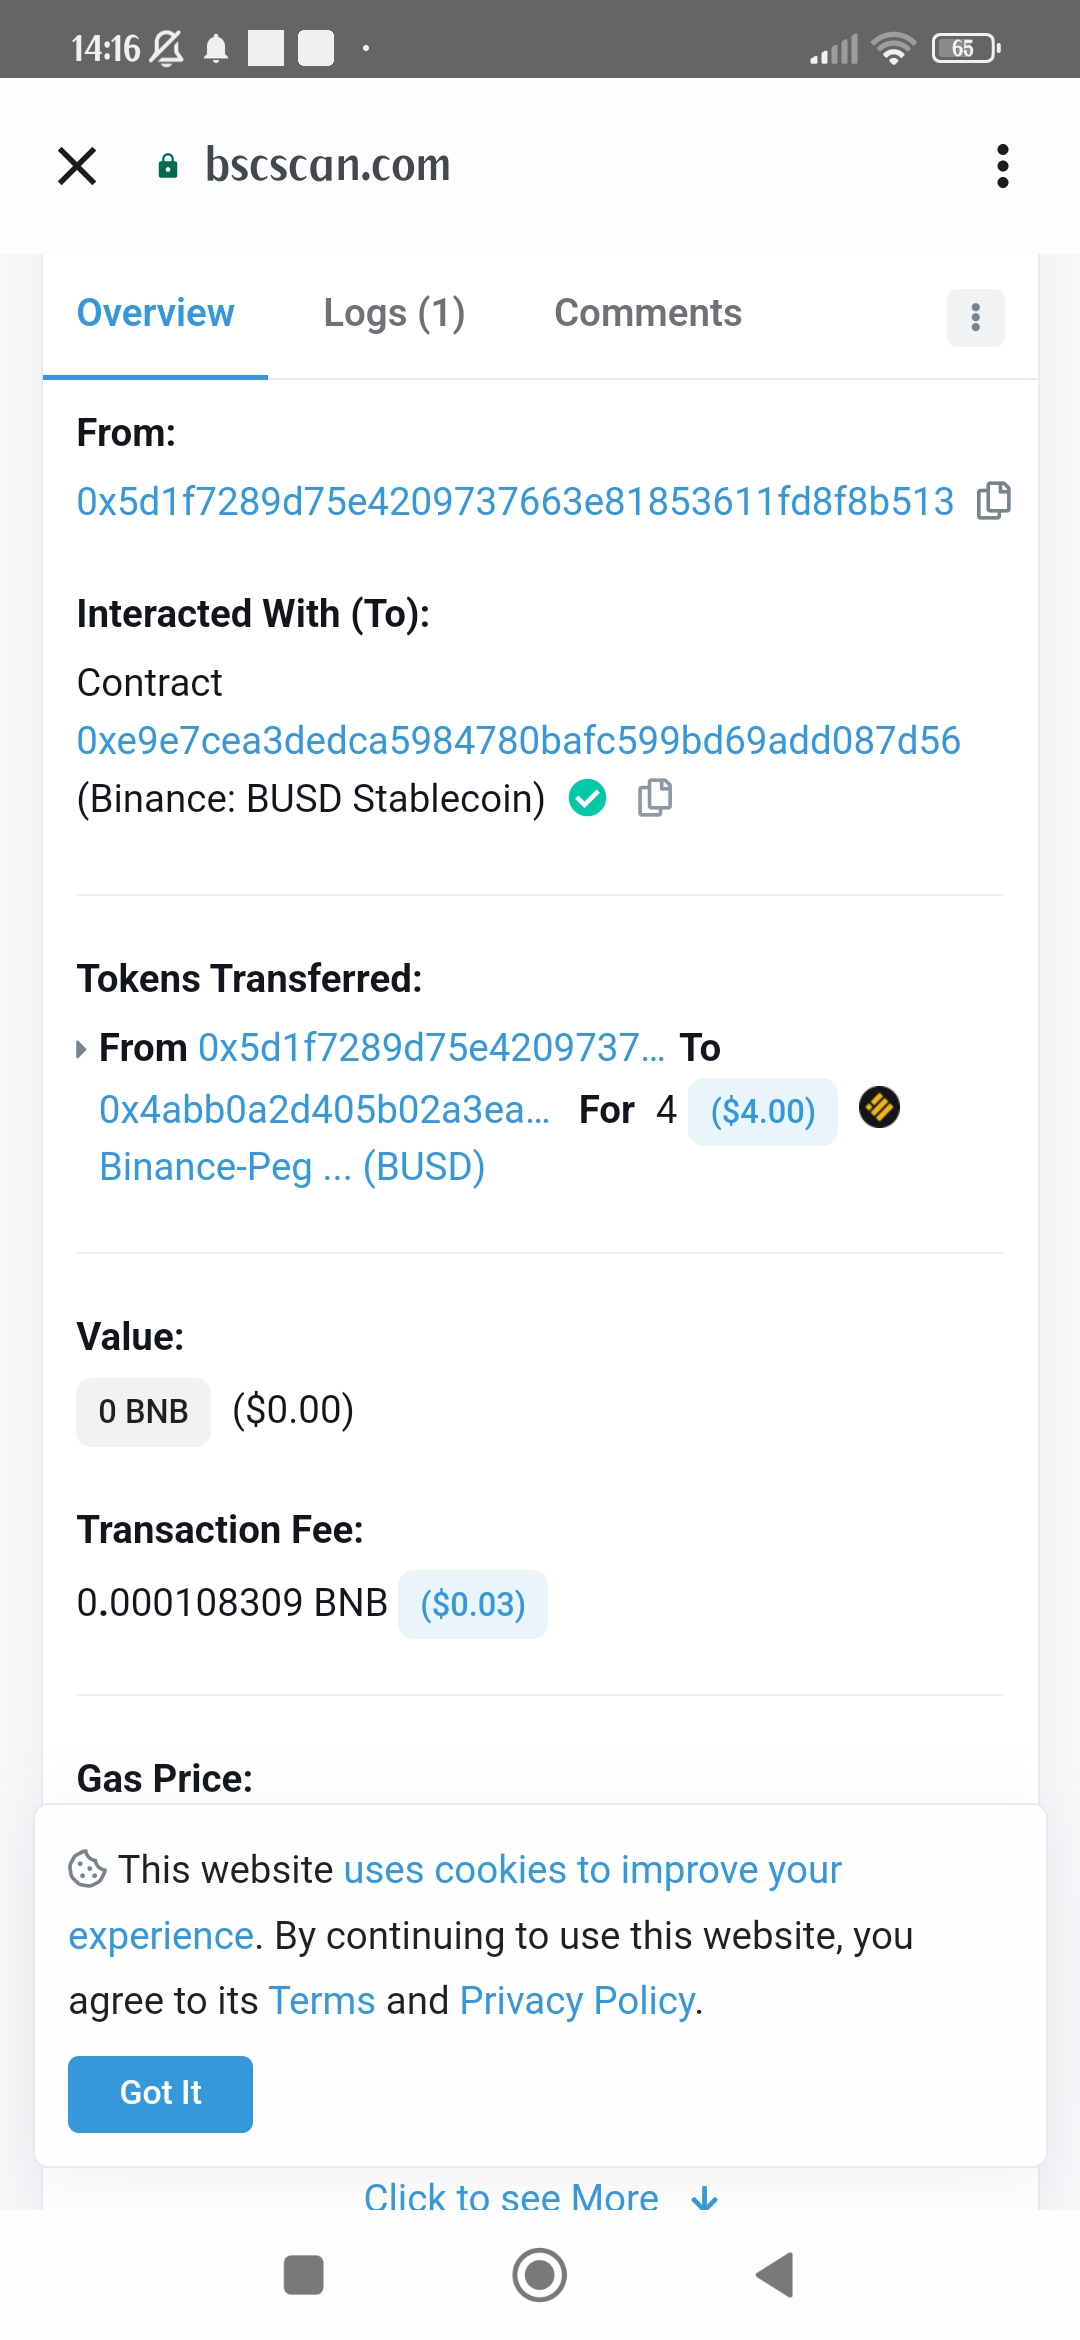 14:16
65
bscscan.com
Overview Logs (1) Comments
From:
0x5d1f7289d75e4209737663e81853611fd8f8b513
Interacted With (To):
Contract
0xe9e7cea3dedca5984780bafc599bd69add087d56
(Binance: BUSD Stablecoin)
Tokens Transferred:
From 0x5d1f7289d75e4209737... To
0x4abb0a2d405b02a3ea... For 4 ($4.00)
Binance-Peg ... (BUSD)
Value:
0 BNB ($0.00)
Transaction Fee:
0.000108309 BNB ($0.03)
Gas Price:
This website uses cookies to improve your
experience. By continuing to use this website, you
agree to its Terms and Privacy Policy.
Got It
Click to see More